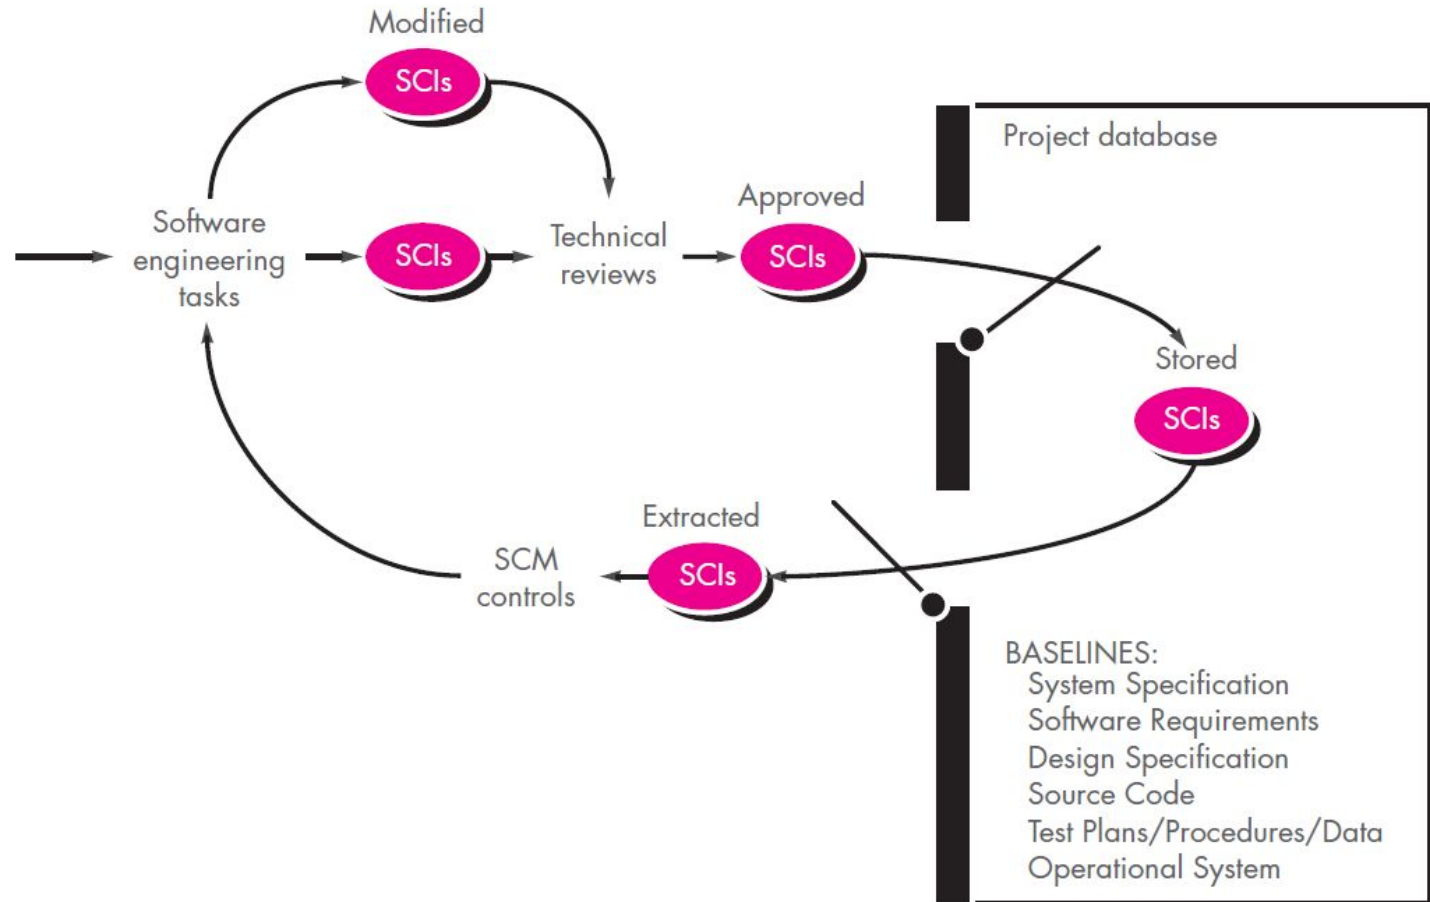 Modified
SCIs
Project database
Approved
Software
engineering
tasks
SCIs
Technical
reviews
SCIs
Stored
SCIs
Extracted
SCIs
SCM
controls
BASELINES:
System Specification
Software Requirements
Design Specification
Source Code
Test Plans/Procedures/Data
Operational System